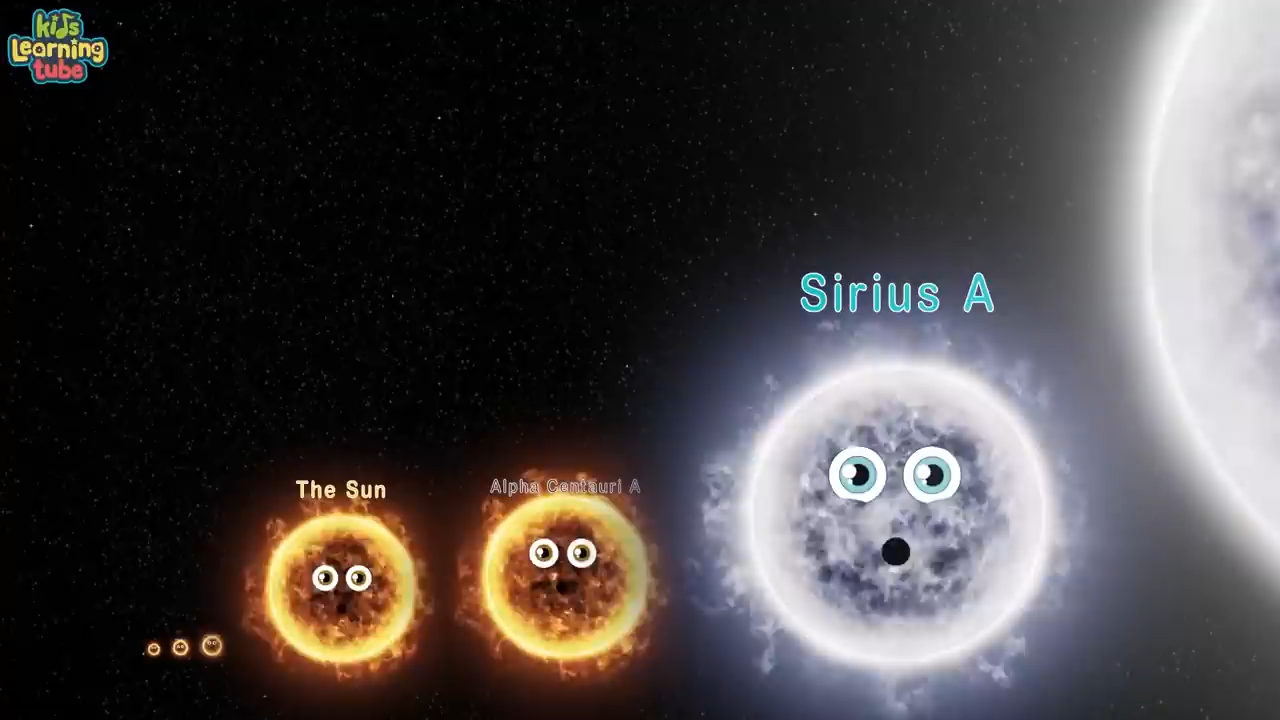 kids
Learning
tube
Sirius A
The Sun
Alpha Centauri A